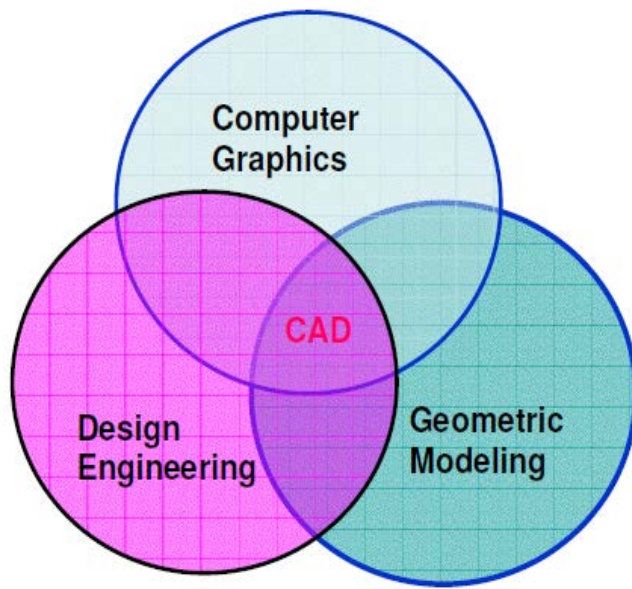 Computer
Graphics
CAD
Design
Engineering
Geometric
Modeling